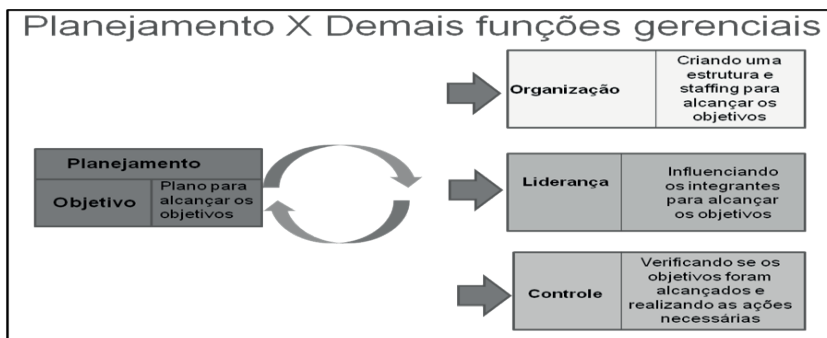 Planejamento X Demais funções gerenciais
Planejamento
Objetivo
Plano para
alcançar os
objetivos
Organização
Criando uma
estrutura e
staffing para
alcançar os
objetivos
Liderança
Influenciando
os integrantes
para alcançar
os objetivos
Controle
Verificando se os
objetivos foram
alcançados e
realizando as ações
necessárias